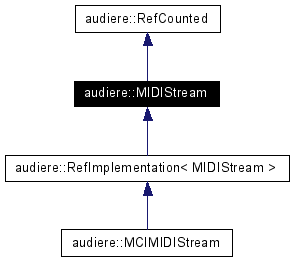 audiere::RefCounted
audiere::MIDIStream
audiere::RefImplementation< MIDIStream >
audiere::MCIMIDIStream